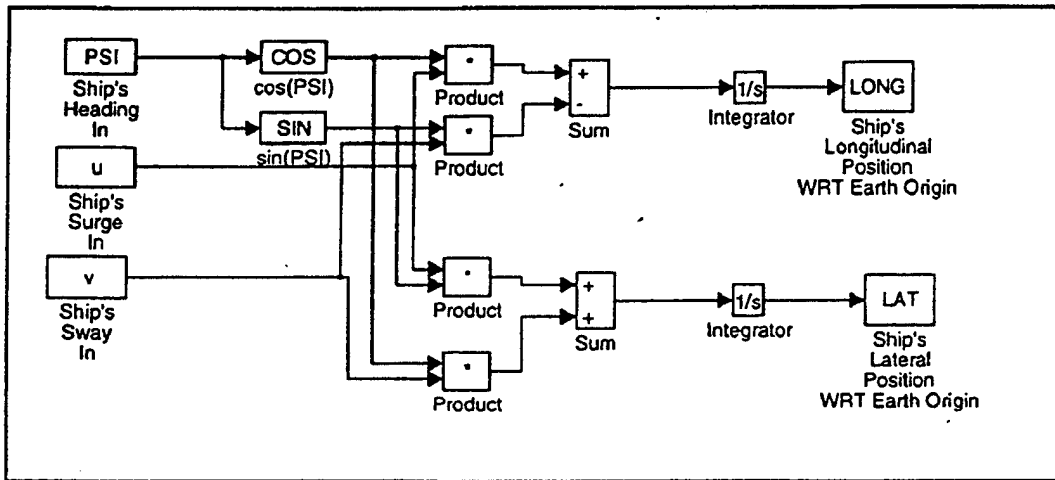 PSI
Ship's
Heading
In
COS
cos(PSI)
SIN
sin(PSI)
u
Ship's
Surge
In
v
Ship's
Sway
In
*
Product
*
Product
+
-
Sum
1/s
Integrator
LONG
Ship's
Longitudinal
Position
WRT Earth Origin
*
Product
*
Product
+
+
Sum
1/s
Integrator
LAT
Ship's
Lateral
Position
WRT Earth Origin